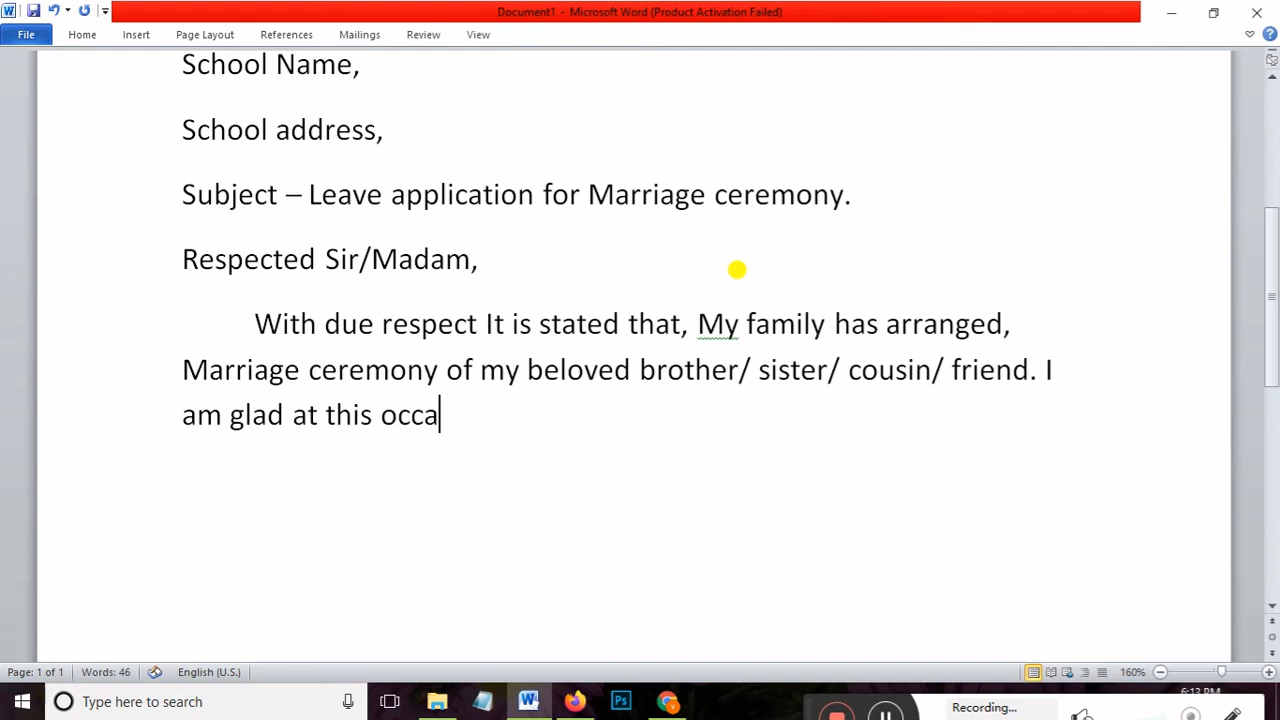 Document1 - Microsoft Word (Product Activation Failed)
File Home Insert Page Layout References Mailings Review View
School Name,
School address,
Subject – Leave application for Marriage ceremony.
Respected Sir/Madam,
With due respect It is stated that, My family has arranged,
Marriage ceremony of my beloved brother/ sister/ cousin/ friend. I
am glad at this occa
Page: 1 of 1 Words: 46 English (U.S.) 160%
Type here to search
6:13 PM
Recording...